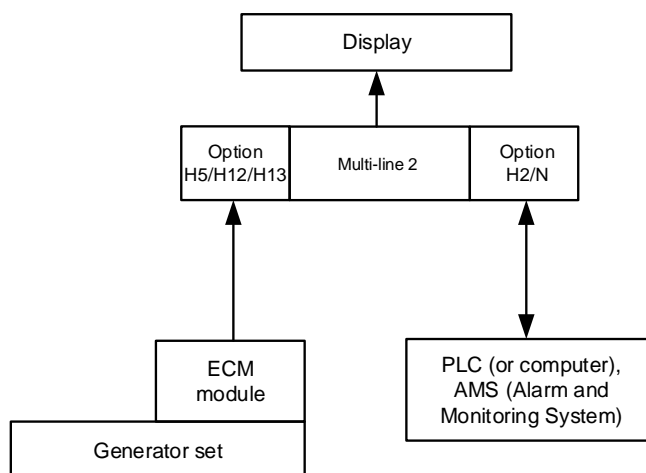 Display
Option
H5/H12/H13
Multi-line 2
Option
H2/N
ECM
module
Generator set
PLC (or computer),
AMS (Alarm and
Monitoring System)